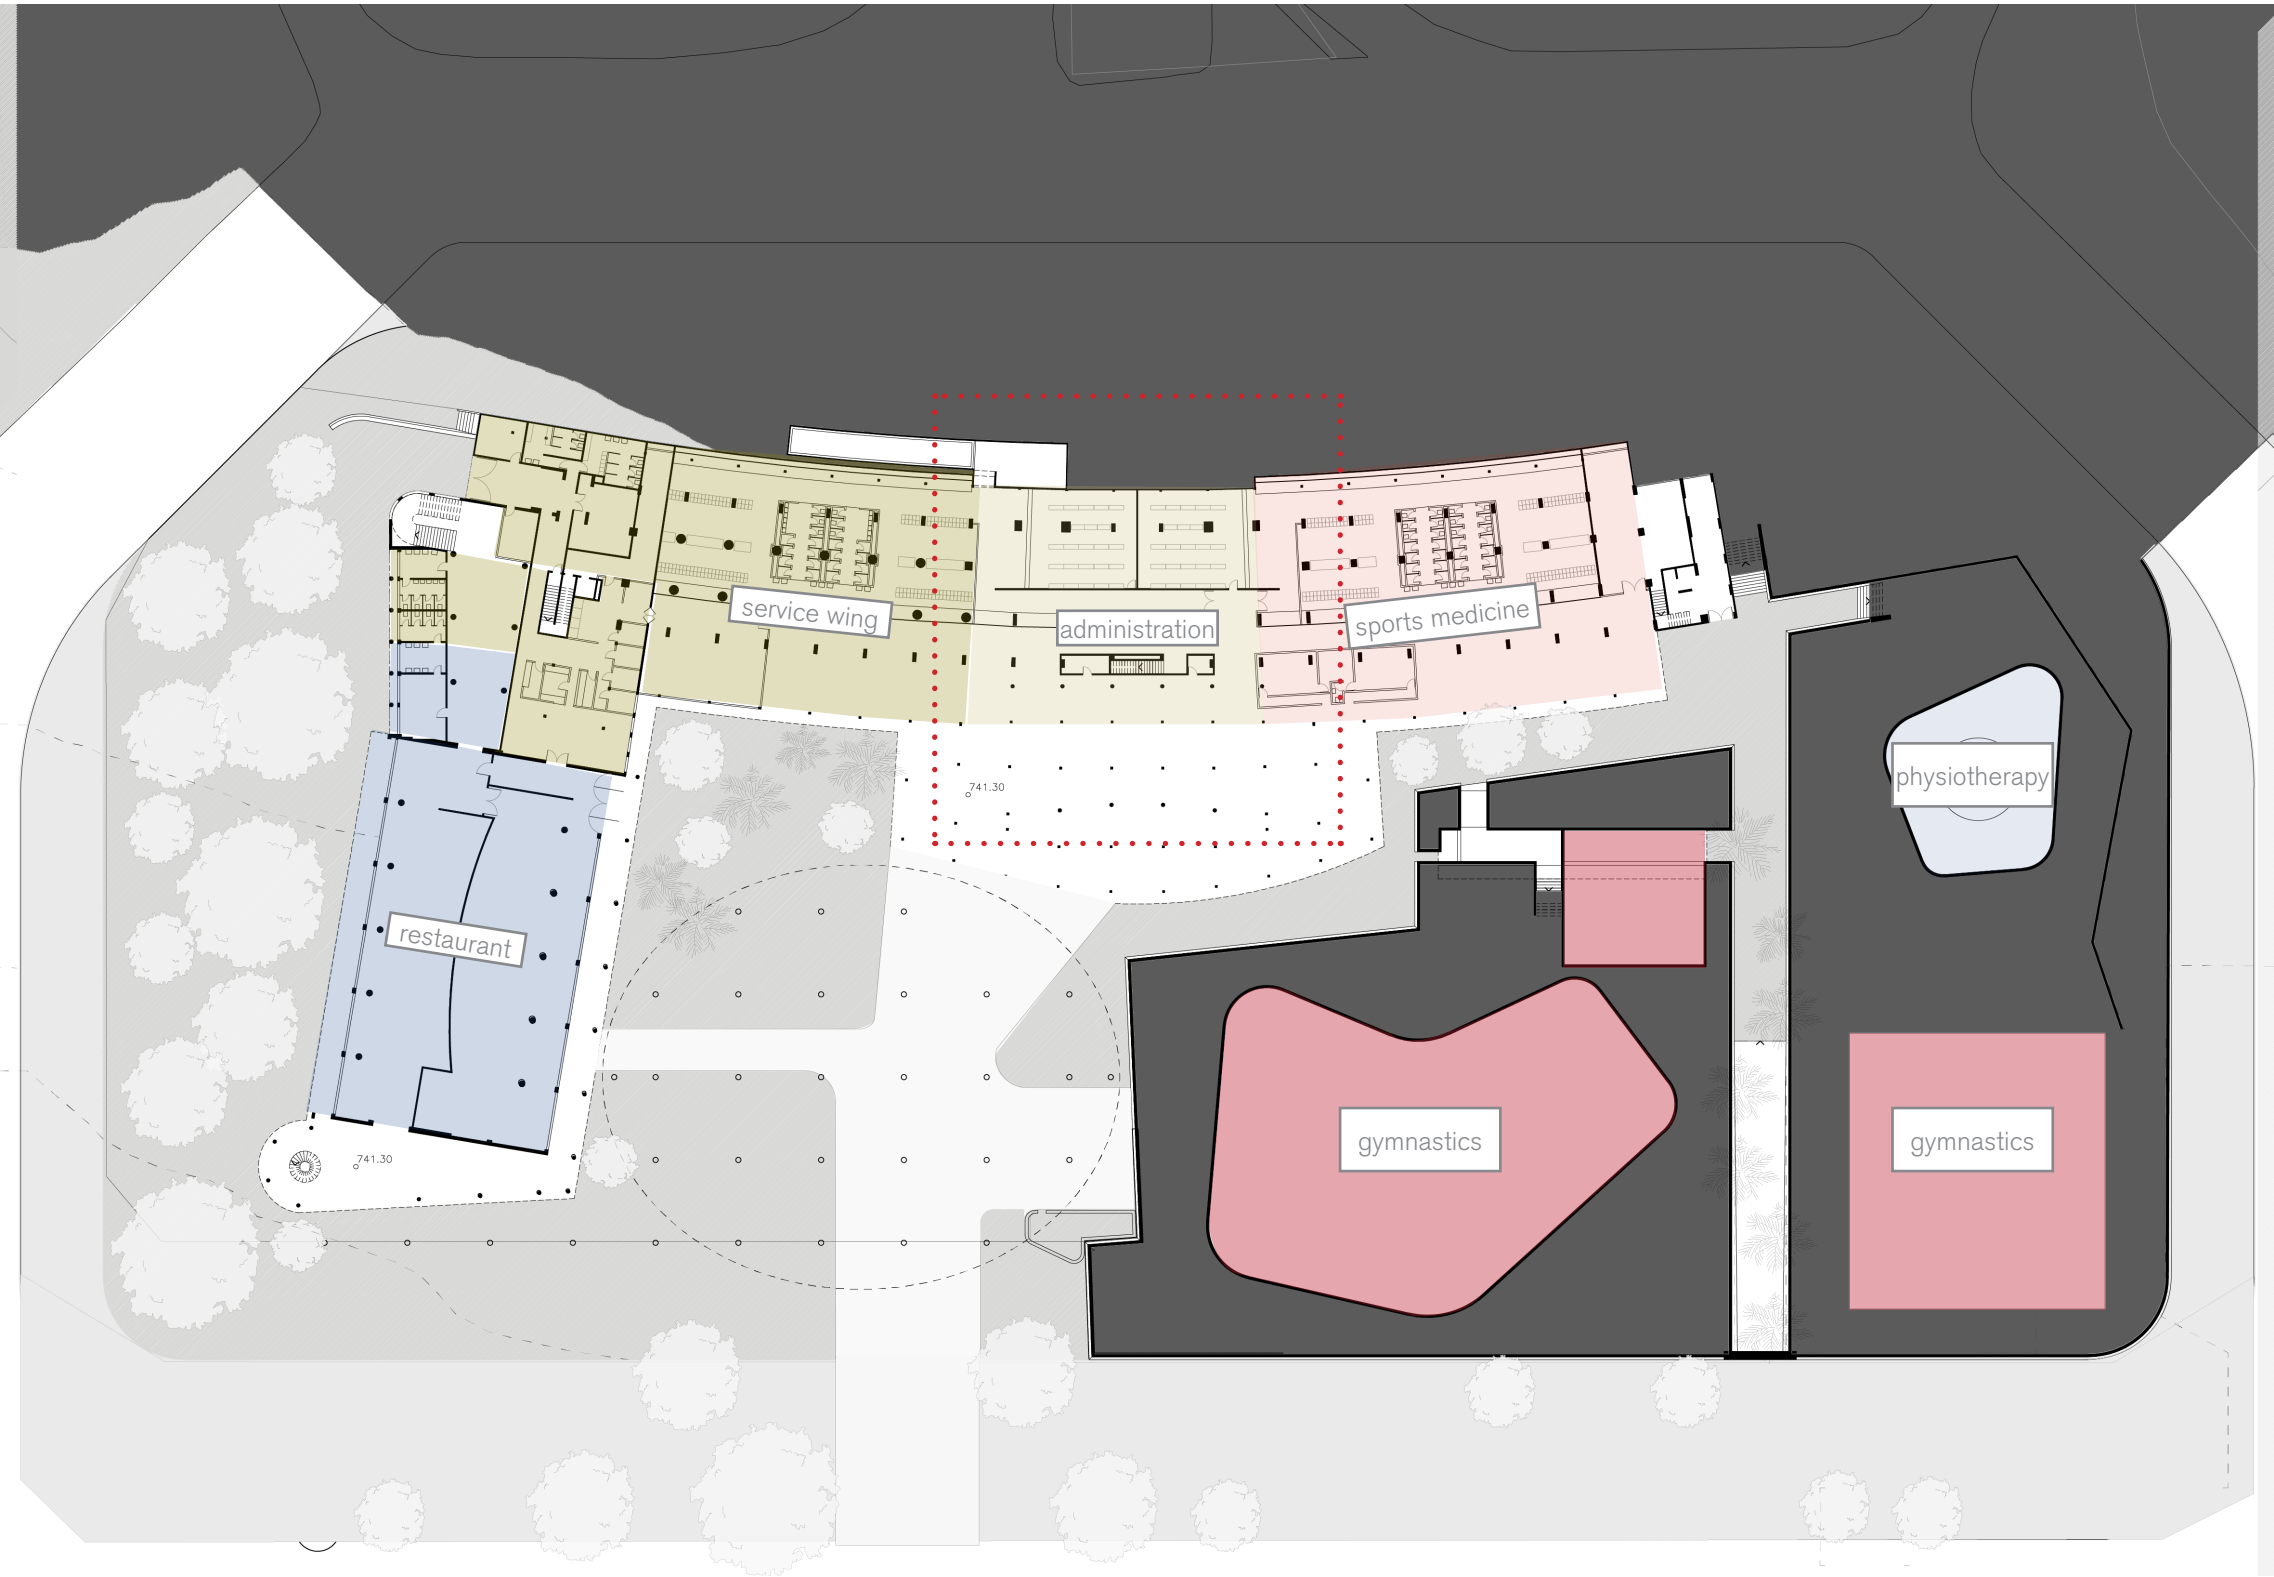 service wing
administration
sports medicine
741.30
physiotherapy
restaurant
gymnastics
gymnastics
741.30